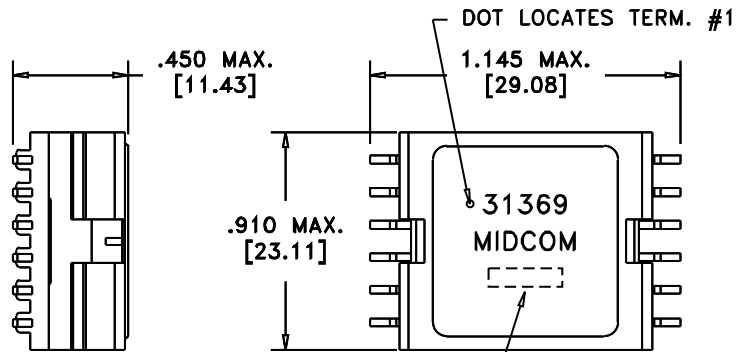 DOT LOCATES TERM. #1
.450 MAX.
[11.43]
1.145 MAX.
[29.08]
.910 MAX.
[23.11]
31369
MIDCOM